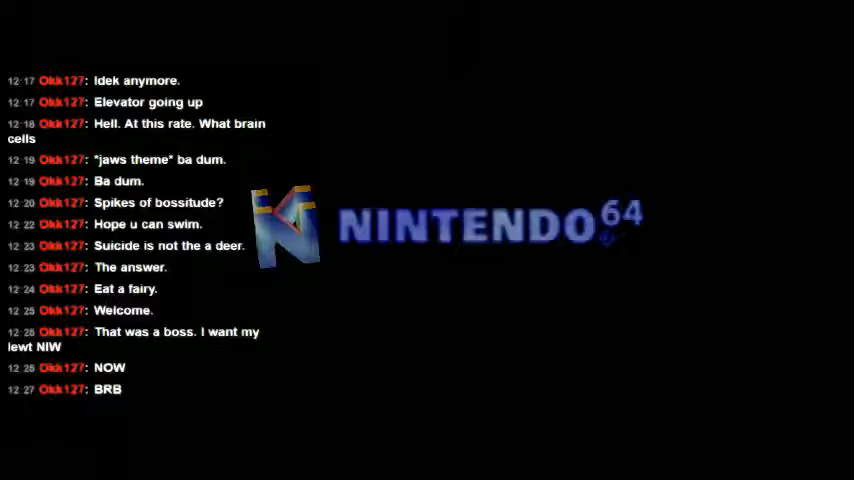 12:17 Okk127: Idek anymore.
12:17 Okk127: Elevator going up
12:18 Okk127: Hell. At this rate. What brain
cells
12:19 Okk127: *jaws theme* ba dum.
12:19 Okk127: Ba dum.
12:20 Okk127: Spikes of bossitude?
12:22 Okk127: Hope u can swim.
12:23 Okk127: Suicide is not the a deer.
12:23 Okk127: The answer.
12:24 Okk127: Eat a fairy.
12:25 Okk127: Welcome.
12:26 Okk127: That was a boss. I want my
lewt NIW
12:26 Okk127: NOW
12:27 Okk127: BRB
NINTENDO 64